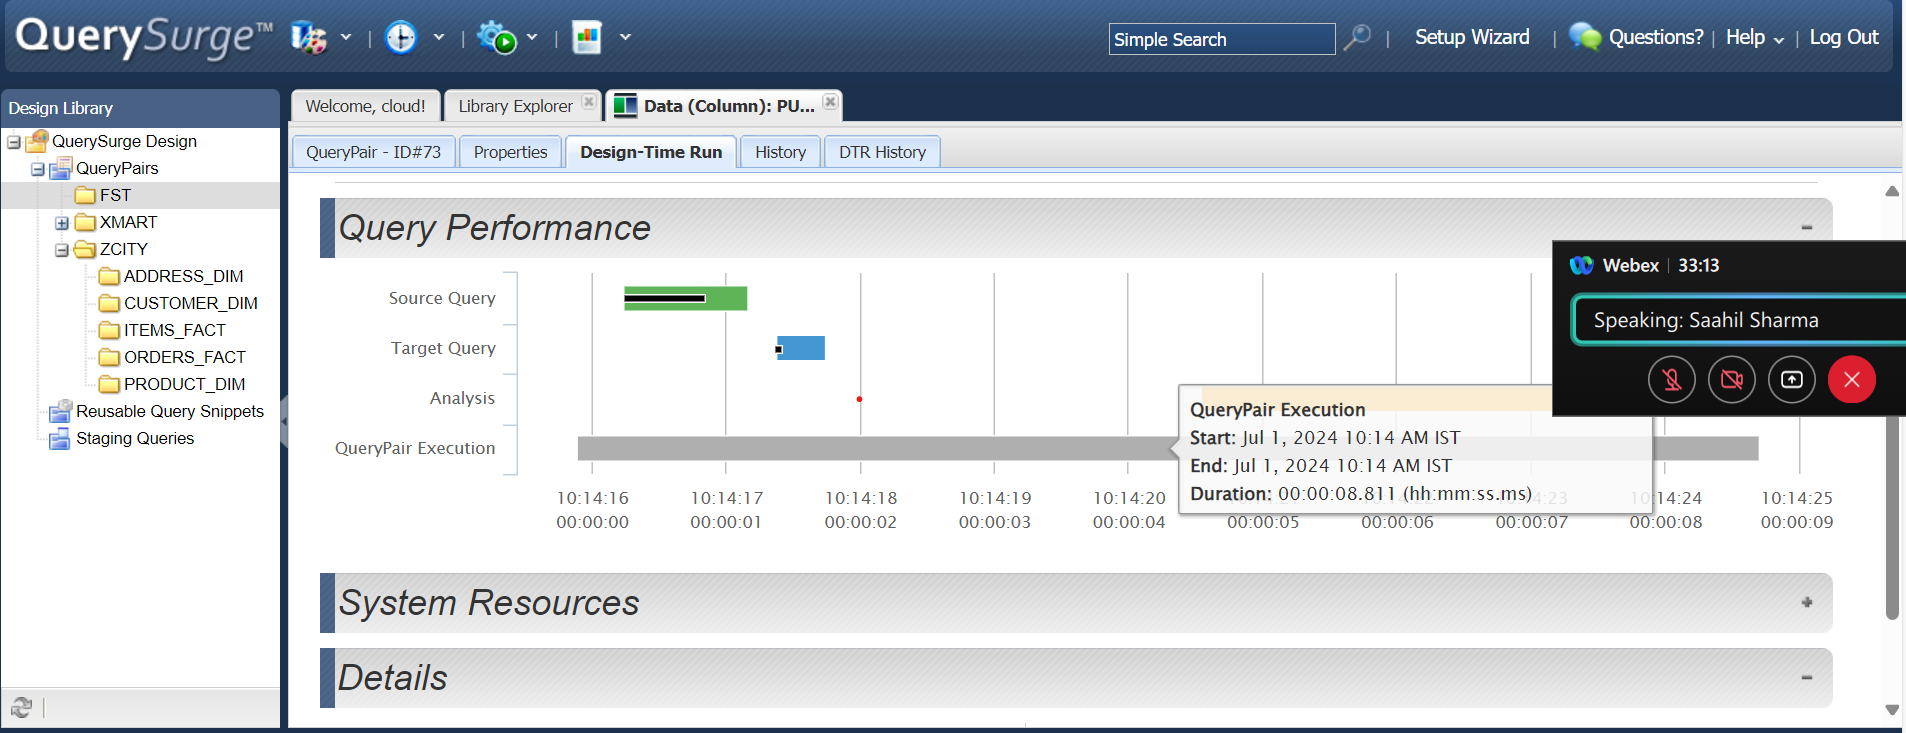 QuerySurge™
Simple Search
Setup Wizard
Questions?
Help
Log Out
Design Library
QuerySurge Design
QueryPairs
FST
XMART
ZCITY
ADDRESS_DIM
CUSTOMER_DIM
ITEMS_FACT
ORDERS_FACT
PRODUCT_DIM
Reusable Query Snippets
Staging Queries
Welcome, cloud!
Library Explorer
Data (Column): PU...
QueryPair - ID#73
Properties
Design-Time Run
History
DTR History
Query Performance
Source Query
Target Query
Analysis
QueryPair Execution
10:14:16 10:14:17 10:14:18 10:14:19 10:14:20 :23 10:14:24 10:14:25
00:00:00 00:00:01 00:00:02 00:00:03 00:00:04 00:00:05 00:00:06 00:00:07 00:00:08 00:00:09
QueryPair Execution
Start: Jul 1, 2024 10:14 AM IST
End: Jul 1, 2024 10:14 AM IST
Duration: 00:00:08.811 (hh:mm:ss.ms)
Webex | 33:13
Speaking: Saahil Sharma
System Resources
Details